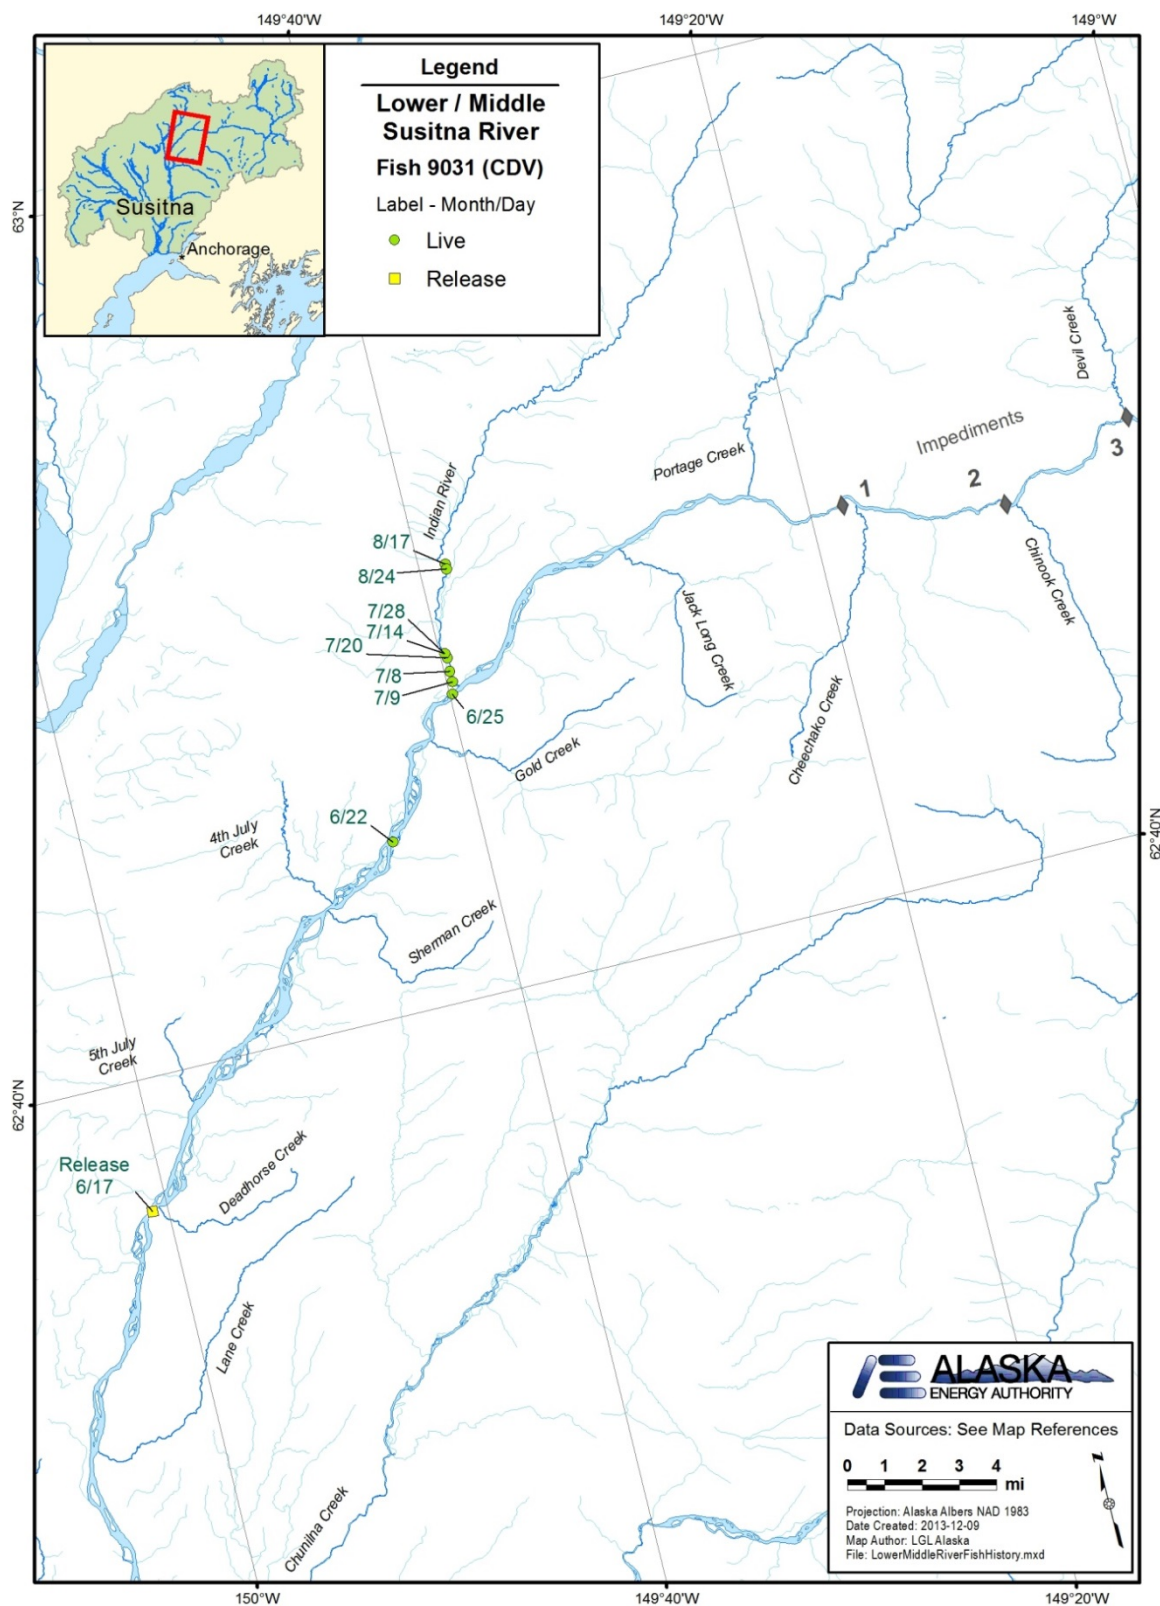 149°40'W
149°20'W
149°W
Legend
Lower / Middle
Susitna River
Fish 9031 (CDV)
Label - Month/Day
Live
Release
Susitna
Anchorage
63°N
Devil Creek
Impediments
3
2
1
Portage Creek
Indian River
8/17
8/24
7/28
7/14
7/20
7/8
7/9
6/25
Jack Long Creek
Chinook Creek
Cheechako Creek
Gold Creek
6/22
4th July
Creek
62°40'N
Sherman Creek
5th July
Creek
62°40'N
Release
6/17
Deadhorse Creek
Lane Creek
Chunilna Creek
ALASKA
ENERGY AUTHORITY
Data Sources: See Map References
0 1 2 3 4
mi
Projection: Alaska Albers NAD 1983
Date Created: 2013-12-09
Map Author: LGL Alaska
File: LowerMiddleRiverFishHistory.mxd
150°W
149°40'W
149°20'W